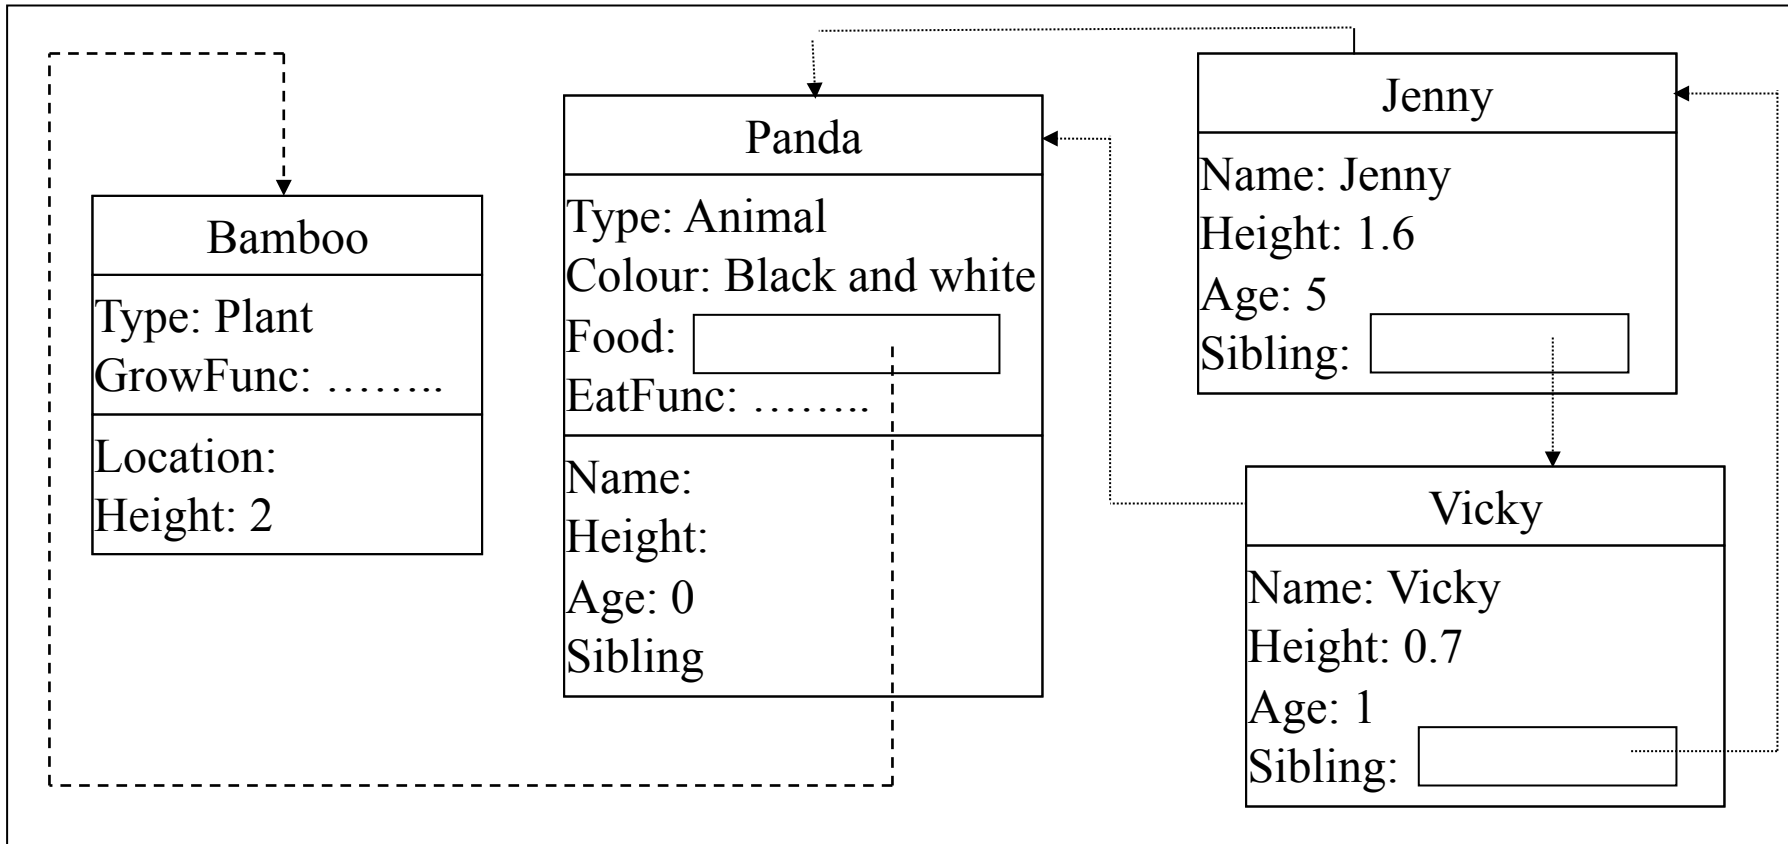 Bamboo
Type: Plant
GrowFunc: ……..
Location:
Height: 2
Panda
Type: Animal
Colour: Black and white
Food:
EatFunc: ……..
Name:
Height:
Age: 0
Sibling
Jenny
Name: Jenny
Height: 1.6
Age: 5
Sibling:
Vicky
Name: Vicky
Height: 0.7
Age: 1
Sibling: